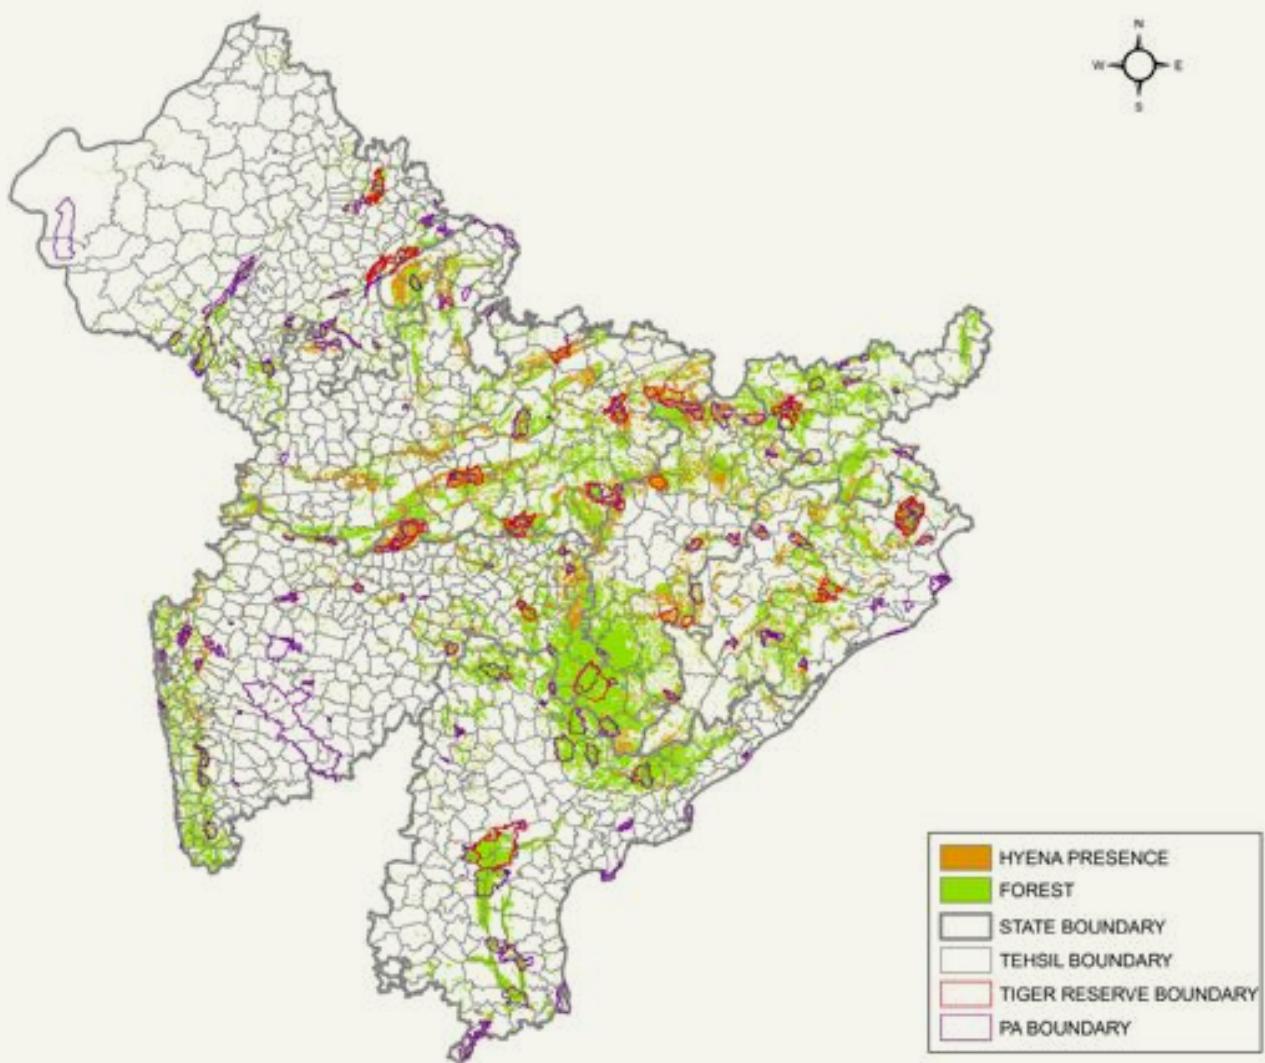 N
W E
S
HYENA PRESENCE
FOREST
STATE BOUNDARY
TEHSIL BOUNDARY
TIGER RESERVE BOUNDARY
PA BOUNDARY